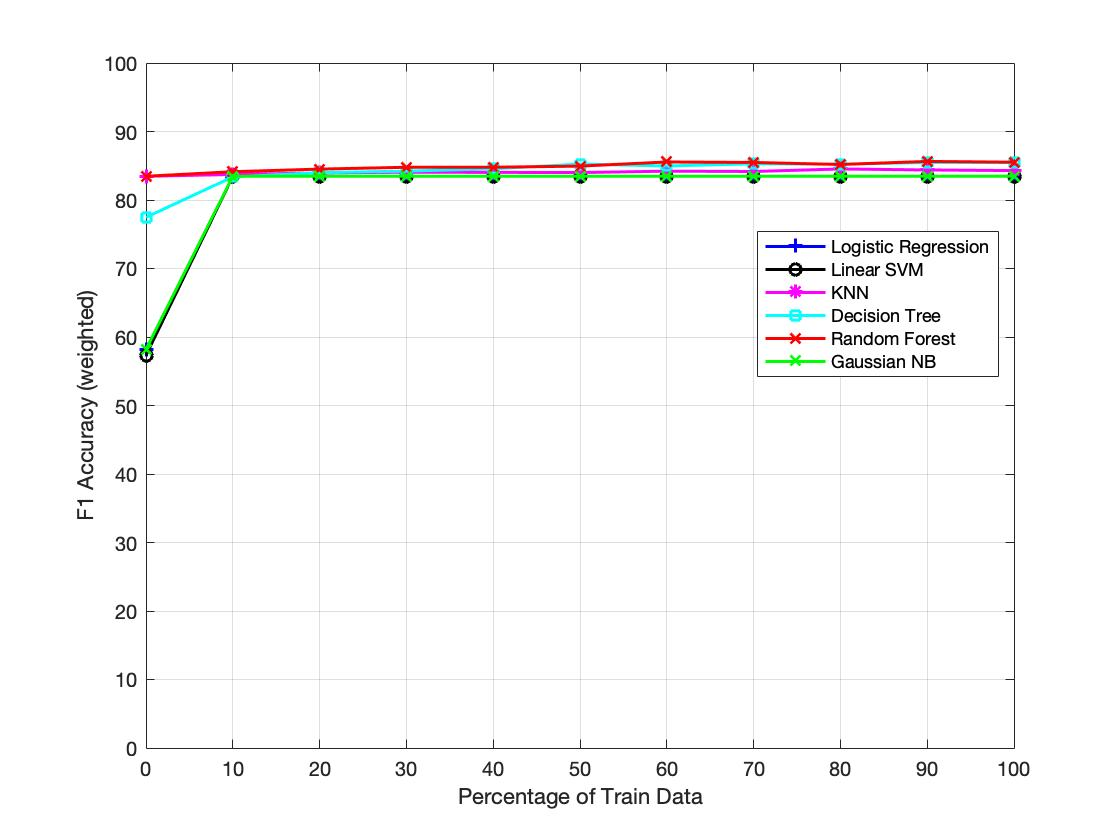 100
90
80
70
60
50
40
30
20
10
0
F1 Accuracy (weighted)
Logistic Regression
Linear SVM
KNN
Decision Tree
Random Forest
Gaussian NB
0 10 20 30 40 50 60 70 80 90 100
Percentage of Train Data